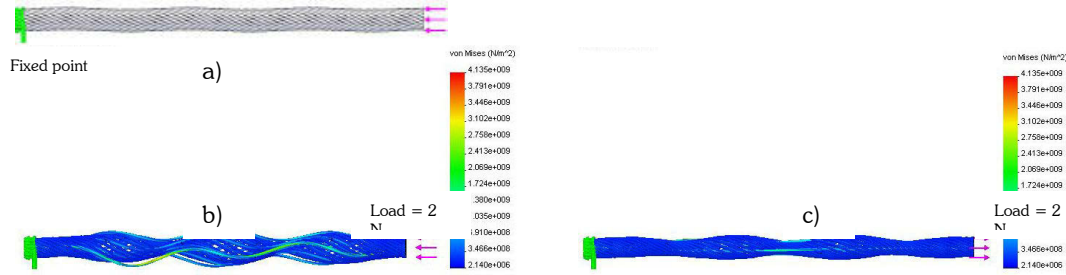 Fixed point
a)
von Mises (N/m^2)
4.135e+009
3.791e+009
3.446e+009
3.102e+009
2.758e+009
2.413e+009
2.069e+009
1.724e+009
.380e+009
.035e+009
.910e+008
3.466e+008
2.140e+006
b)
Load = 2
N
von Mises (N/m^2)
4.135e+009
3.791e+009
3.446e+009
3.102e+009
2.758e+009
2.413e+009
2.069e+009
1.724e+009
3.466e+008
2.140e+006
c)
Load = 2
N